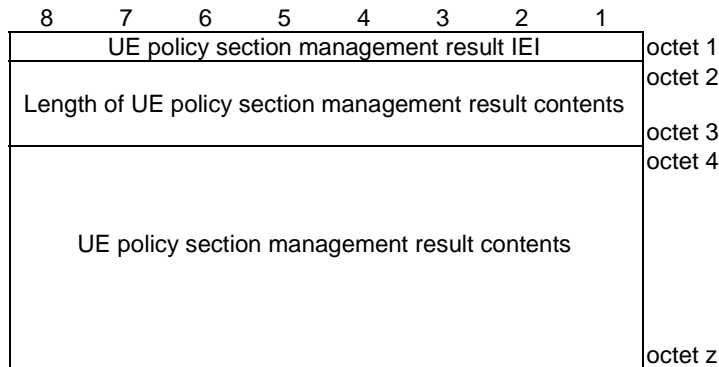 8 7 6 5 4 3 2 1
UE policy section management result IEI octet 1
octet 2
Length of UE policy section management result contents
octet 3
octet 4
UE policy section management result contents
octet z